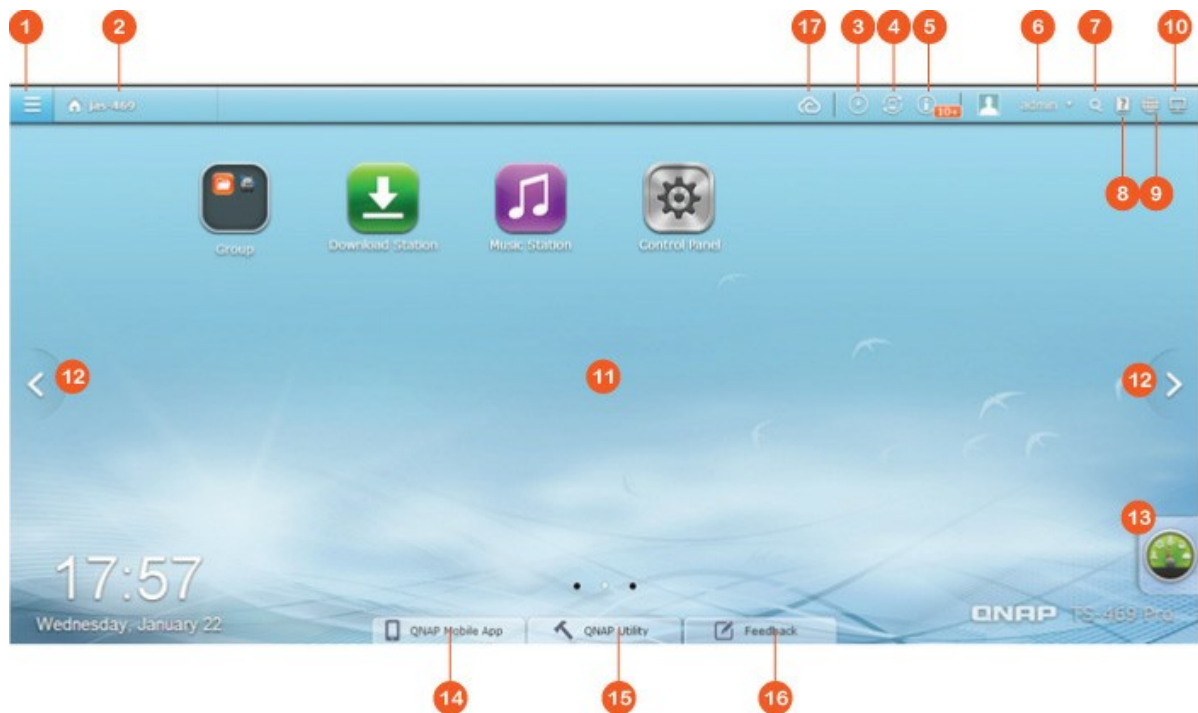 1 2 17 3 4 5 6 7 10
jas-469 10+ admin
8 9
Group Download Station Music Station Control Panel
12 11 12
13
17:57
Wednesday, January 22
QNAP TS-469 Pro
QNAP Mobile App QNAP Utility Feedback
14 15 16